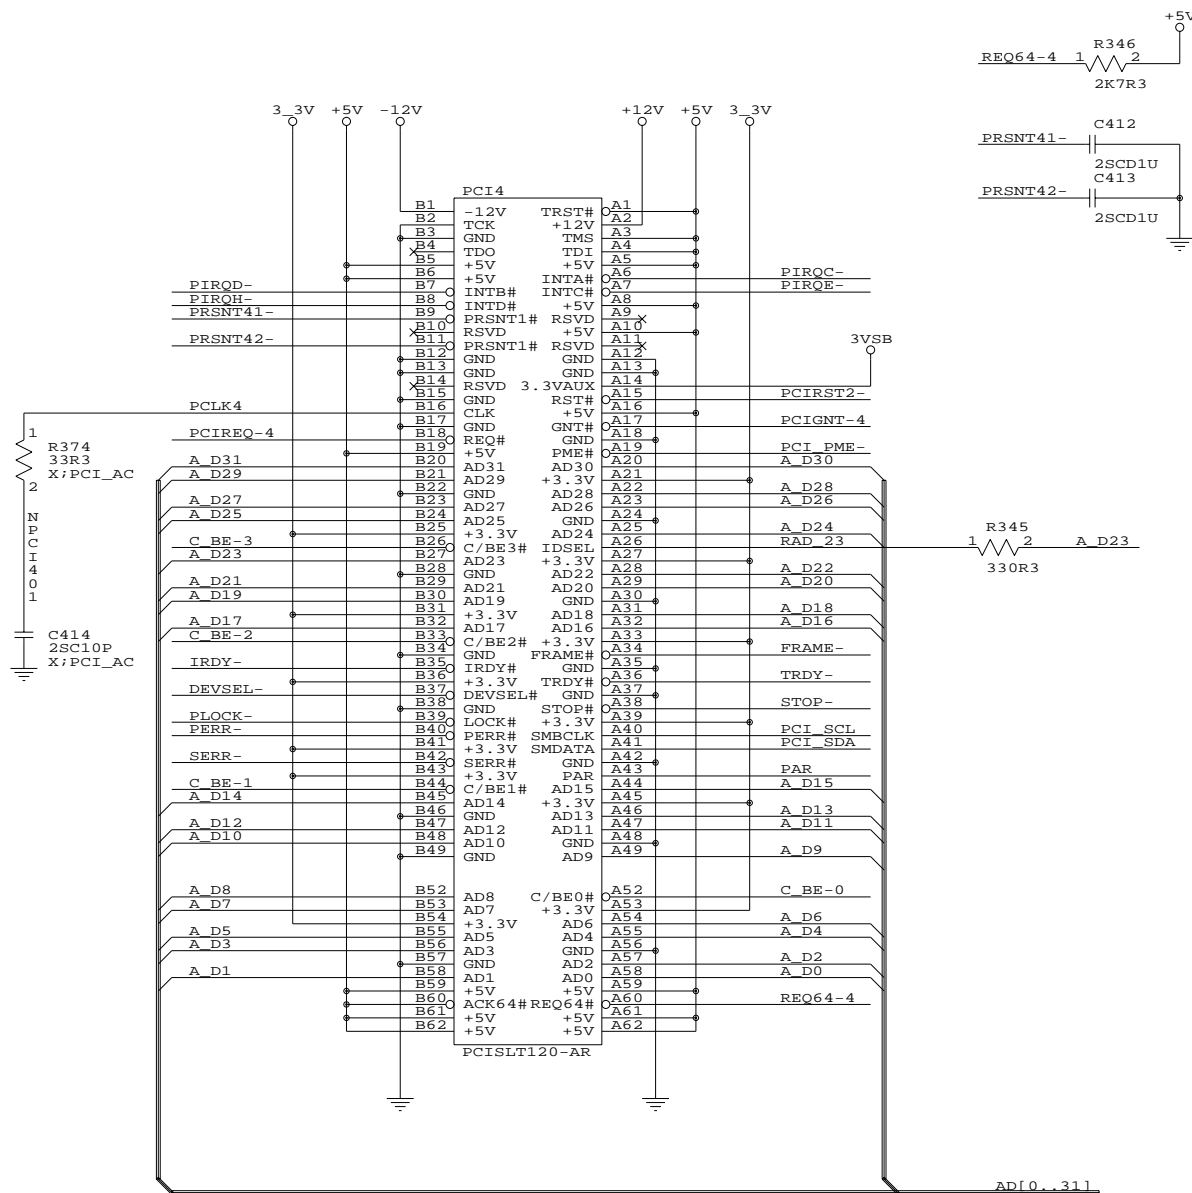 +5V
R346
REQ64-4 1 2
2K7R3
3_3V +5V -12V +12V +5V 3_3V
C412
PRSNT41-
2SCD1U
C413
PRSNT42-
2SCD1U
PCI4
B1 -12V TRST# A1
B2 TCK +12V A2
B3 GND TMS A3
B4 TDO TDI A4
B5 +5V +5V A5
B6 +5V INTA# A6 PIRQC-
PIRQD- B7 INTB# INTC# A7 PIRQE-
PIRQH- B8 INTD# +5V A8
PRSNT41- B9 PRSNT1# RSVD A9
B10 RSVD +5V A10
PRSNT42- B11 PRSNT1# RSVD A11
3VSB
B12 GND GND A12
B13 GND GND A13
B14 RSVD 3.3VAUX A14
B15 GND RST# A15 PCIRST2-
PCLK4 B16 CLK +5V A16
B17 GND GNT# A17 PCIGNT-4
PCIREQ-4 B18 REQ# GND A18
B19 +5V PME# A19 PCI_PME-
A_D31 B20 AD31 AD30 A20 A_D30
A_D29 B21 AD29 +3.3V A21
B22 GND AD28 A22 A_D28
A_D27 B23 AD27 AD26 A23 A_D26
A_D25 B24 AD25 GND A24
B25 +3.3V AD24 A25 A_D24
C_BE-3 B26 C/BE3# IDSEL A26 RAD_23
A_D23 B27 AD23 +3.3V A27
B28 GND AD22 A28 A_D22
A_D21 B29 AD21 AD20 A29 A_D20
A_D19 B30 AD19 GND A30
B31 +3.3V AD18 A31 A_D18
A_D17 B32 AD17 AD16 A32 A_D16
C_BE-2 B33 C/BE2# +3.3V A33
B34 GND FRAME# A34 FRAME-
IRDY- B35 IRDY# GND A35
B36 +3.3V TRDY# A36 TRDY-
DEVSEL- B37 DEVSEL# GND A37
B38 GND STOP# A38 STOP-
PLOCK- B39 LOCK# +3.3V A39
PERR- B40 PERR# SMBCLK A40 PCI_SCL
B41 +3.3V SMDATA A41 PCI_SDA
SERR- B42 SERR# GND A42
B43 +3.3V PAR A43 PAR
C_BE-1 B44 C/BE1# AD15 A44 A_D15
A_D14 B45 AD14 +3.3V A45
B46 GND AD13 A46 A_D13
A_D12 B47 AD12 AD11 A47 A_D11
A_D10 B48 AD10 GND A48
B49 GND AD9 A49 A_D9
A_D8 B52 AD8 C/BE0# A52 C_BE-0
A_D7 B53 AD7 +3.3V A53
B54 +3.3V AD6 A54 A_D6
A_D5 B55 AD5 AD4 A55 A_D4
A_D3 B56 AD3 GND A56
B57 GND AD2 A57 A_D2
A_D1 B58 AD1 AD0 A58 A_D0
B59 +5V +5V A59
B60 ACK64# REQ64# A60 REQ64-4
B61 +5V +5V A61
B62 +5V +5V A62
PCISLT120-AR
1
R374
33R3
X;PCI_AC
2
NPCI401
C414
2SC10P
X;PCI_AC
R345
1 2 A_D23
330R3
AD[0..31]